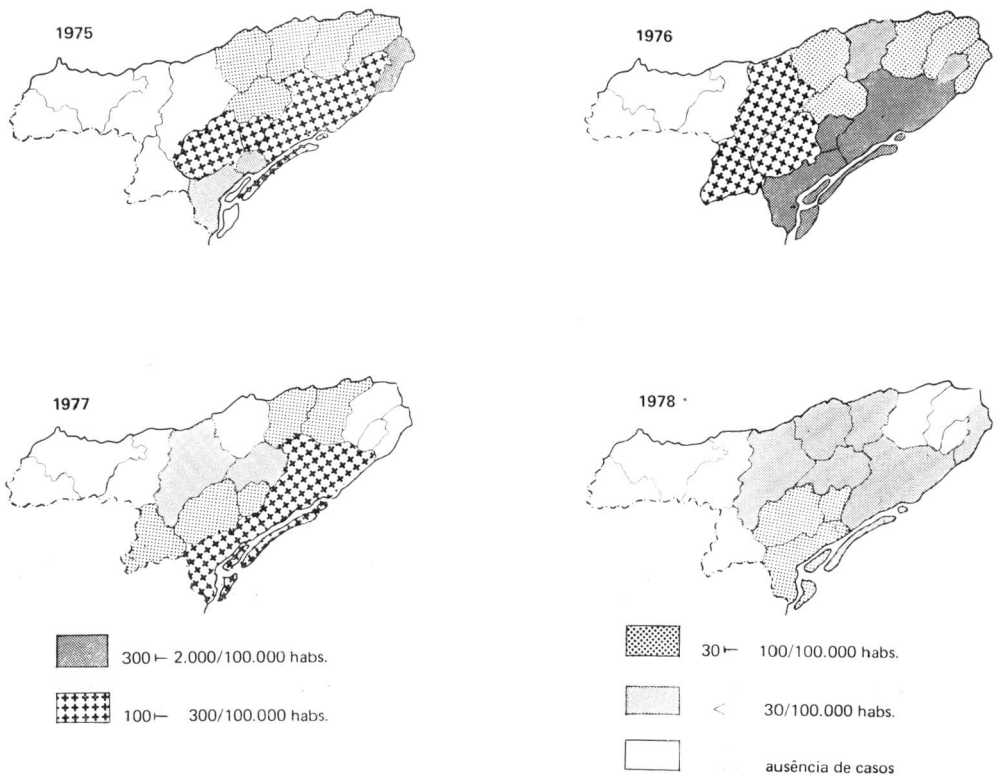 1975
1976
1977
1978
300⊢ 2.000/100.000 habs.
100⊢ 300/100.000 habs.
30⊢ 100/100.000 habs.
< 30/100.000 habs.
ausência de casos